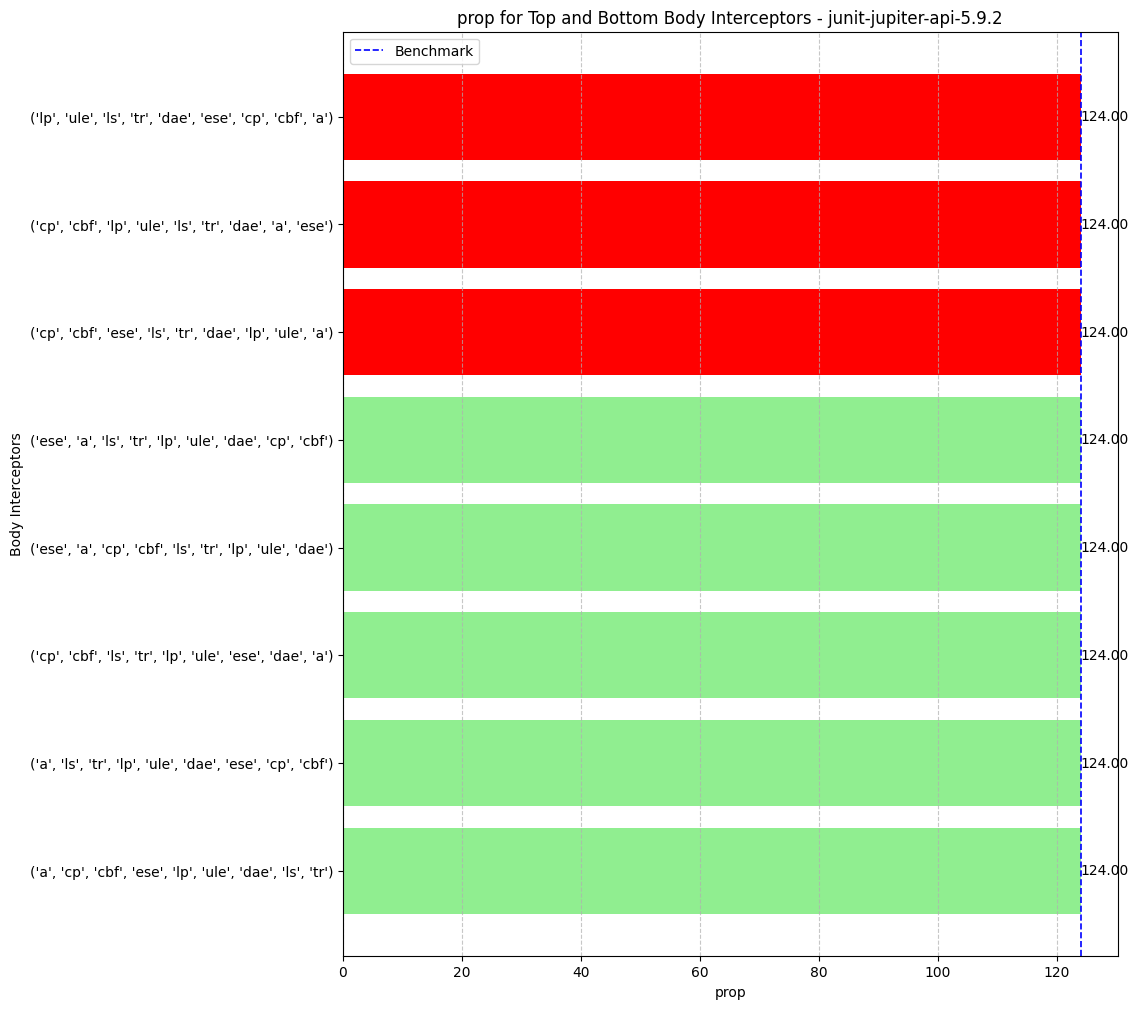 prop for Top and Bottom Body Interceptors - junit-jupiter-api-5.9.2
Benchmark
('lp', 'ule', 'ls', 'tr', 'dae', 'ese', 'cp', 'cbf', 'a')
124.00
('cp', 'cbf', 'lp', 'ule', 'ls', 'tr', 'dae', 'a', 'ese')
124.00
('cp', 'cbf', 'ese', 'ls', 'tr', 'dae', 'lp', 'ule', 'a')
124.00
('ese', 'a', 'ls', 'tr', 'lp', 'ule', 'dae', 'cp', 'cbf')
124.00
('ese', 'a', 'cp', 'cbf', 'ls', 'tr', 'lp', 'ule', 'dae')
124.00
('cp', 'cbf', 'ls', 'tr', 'lp', 'ule', 'ese', 'dae', 'a')
124.00
('a', 'ls', 'tr', 'lp', 'ule', 'dae', 'ese', 'cp', 'cbf')
124.00
('a', 'cp', 'cbf', 'ese', 'lp', 'ule', 'dae', 'ls', 'tr')
124.00
Body Interceptors
0 20 40 60 80 100 120
prop